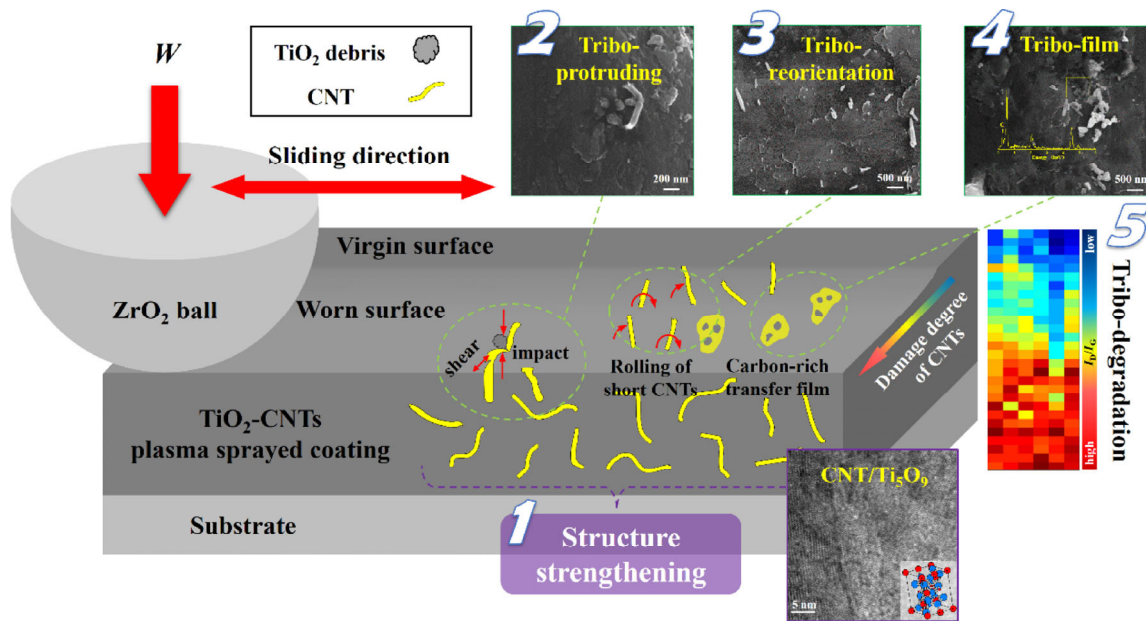 W
TiO₂ debris
CNT
Sliding direction
2
Tribo-
protruding
200 nm
3
Tribo-
reorientation
500 nm
4
Tribo-film
500 nm
Virgin surface
ZrO₂ ball
Worn surface
shear
impact
Rolling of
short CNTs
Carbon-rich
transfer film
Damage degree
of CNTs
low
I_D/I_G
high
5
Tribo-degradation
TiO₂-CNTs
plasma sprayed coating
Substrate
1
Structure
strengthening
CNT/Ti₅O₉
5 nm